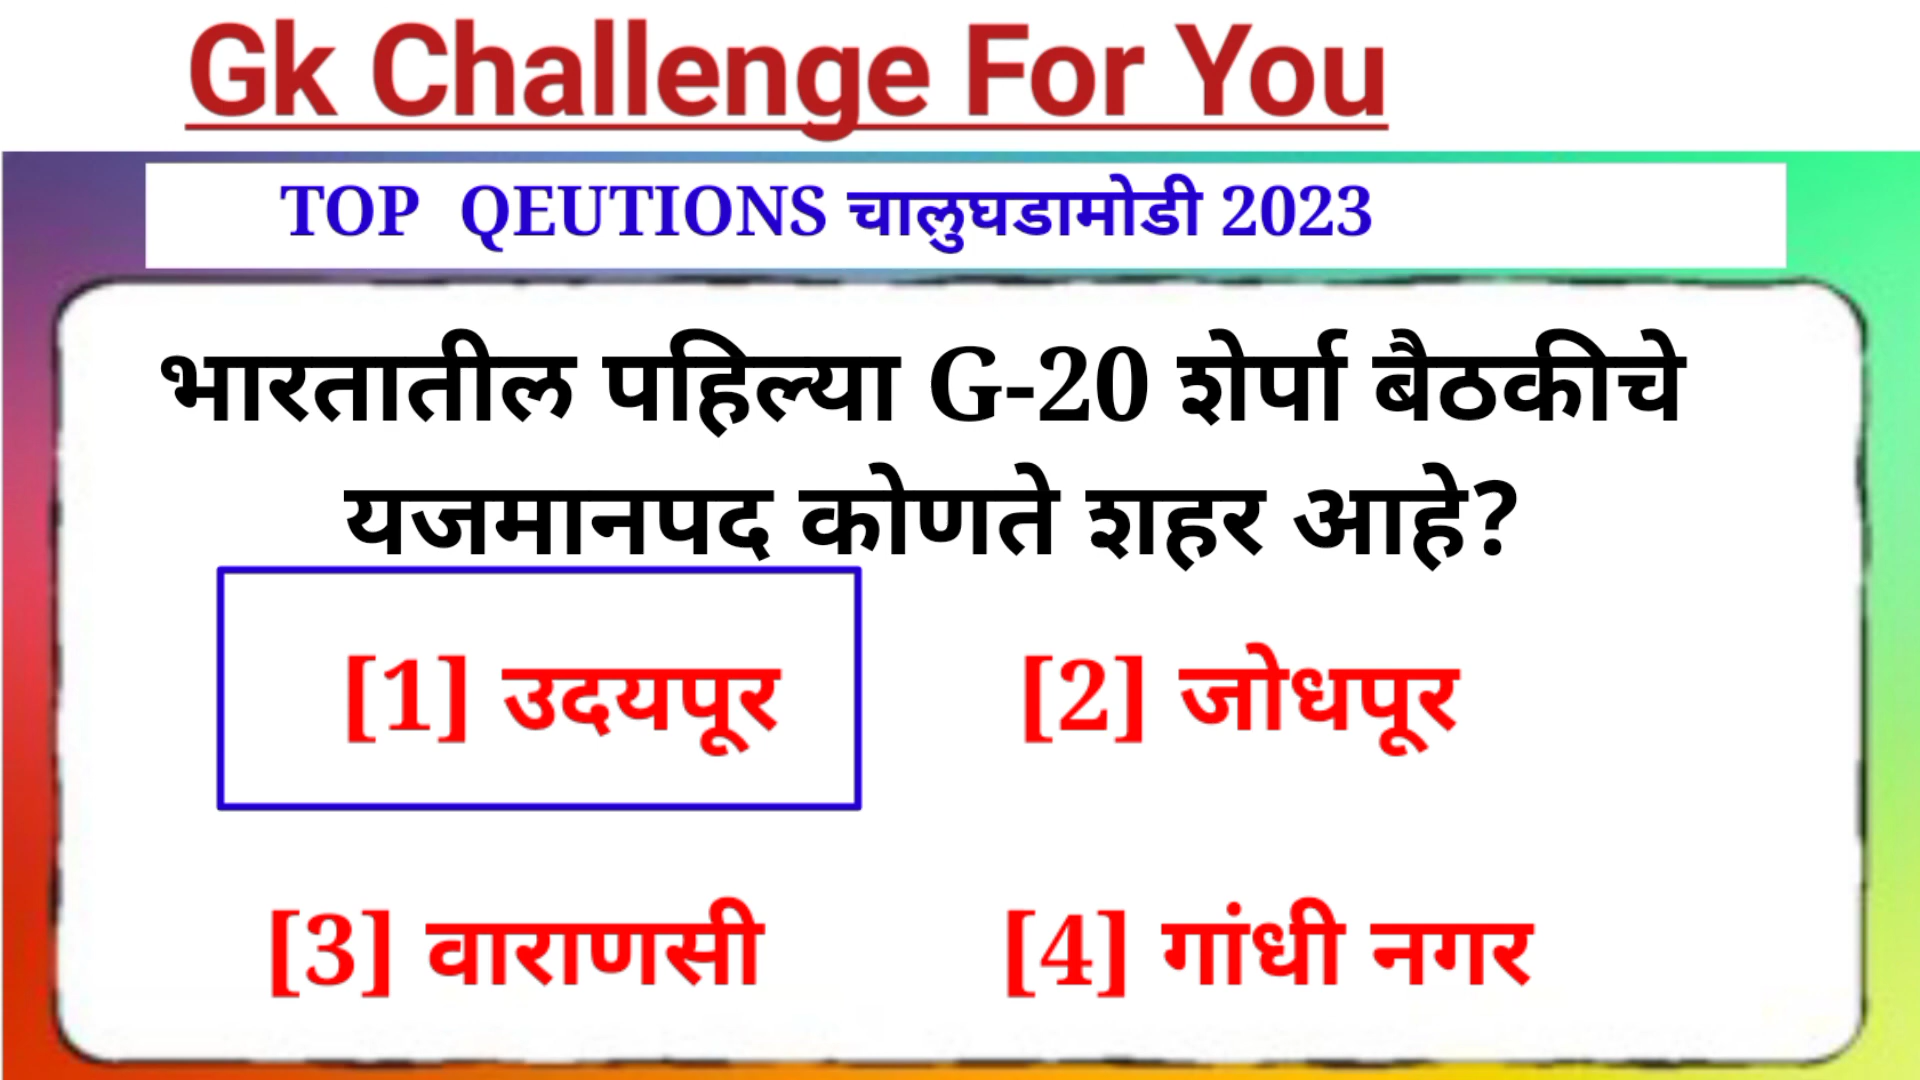 Gk Challenge For You
TOP QEUTIONS चालुघडामोडी 2023
भारतातील पहिल्या G-20 शेर्पा बैठकीचे
यजमानपद कोणते शहर आहे?
[1] उदयपूर [2] जोधपूर
[3] वाराणसी [4] गांधी नगर